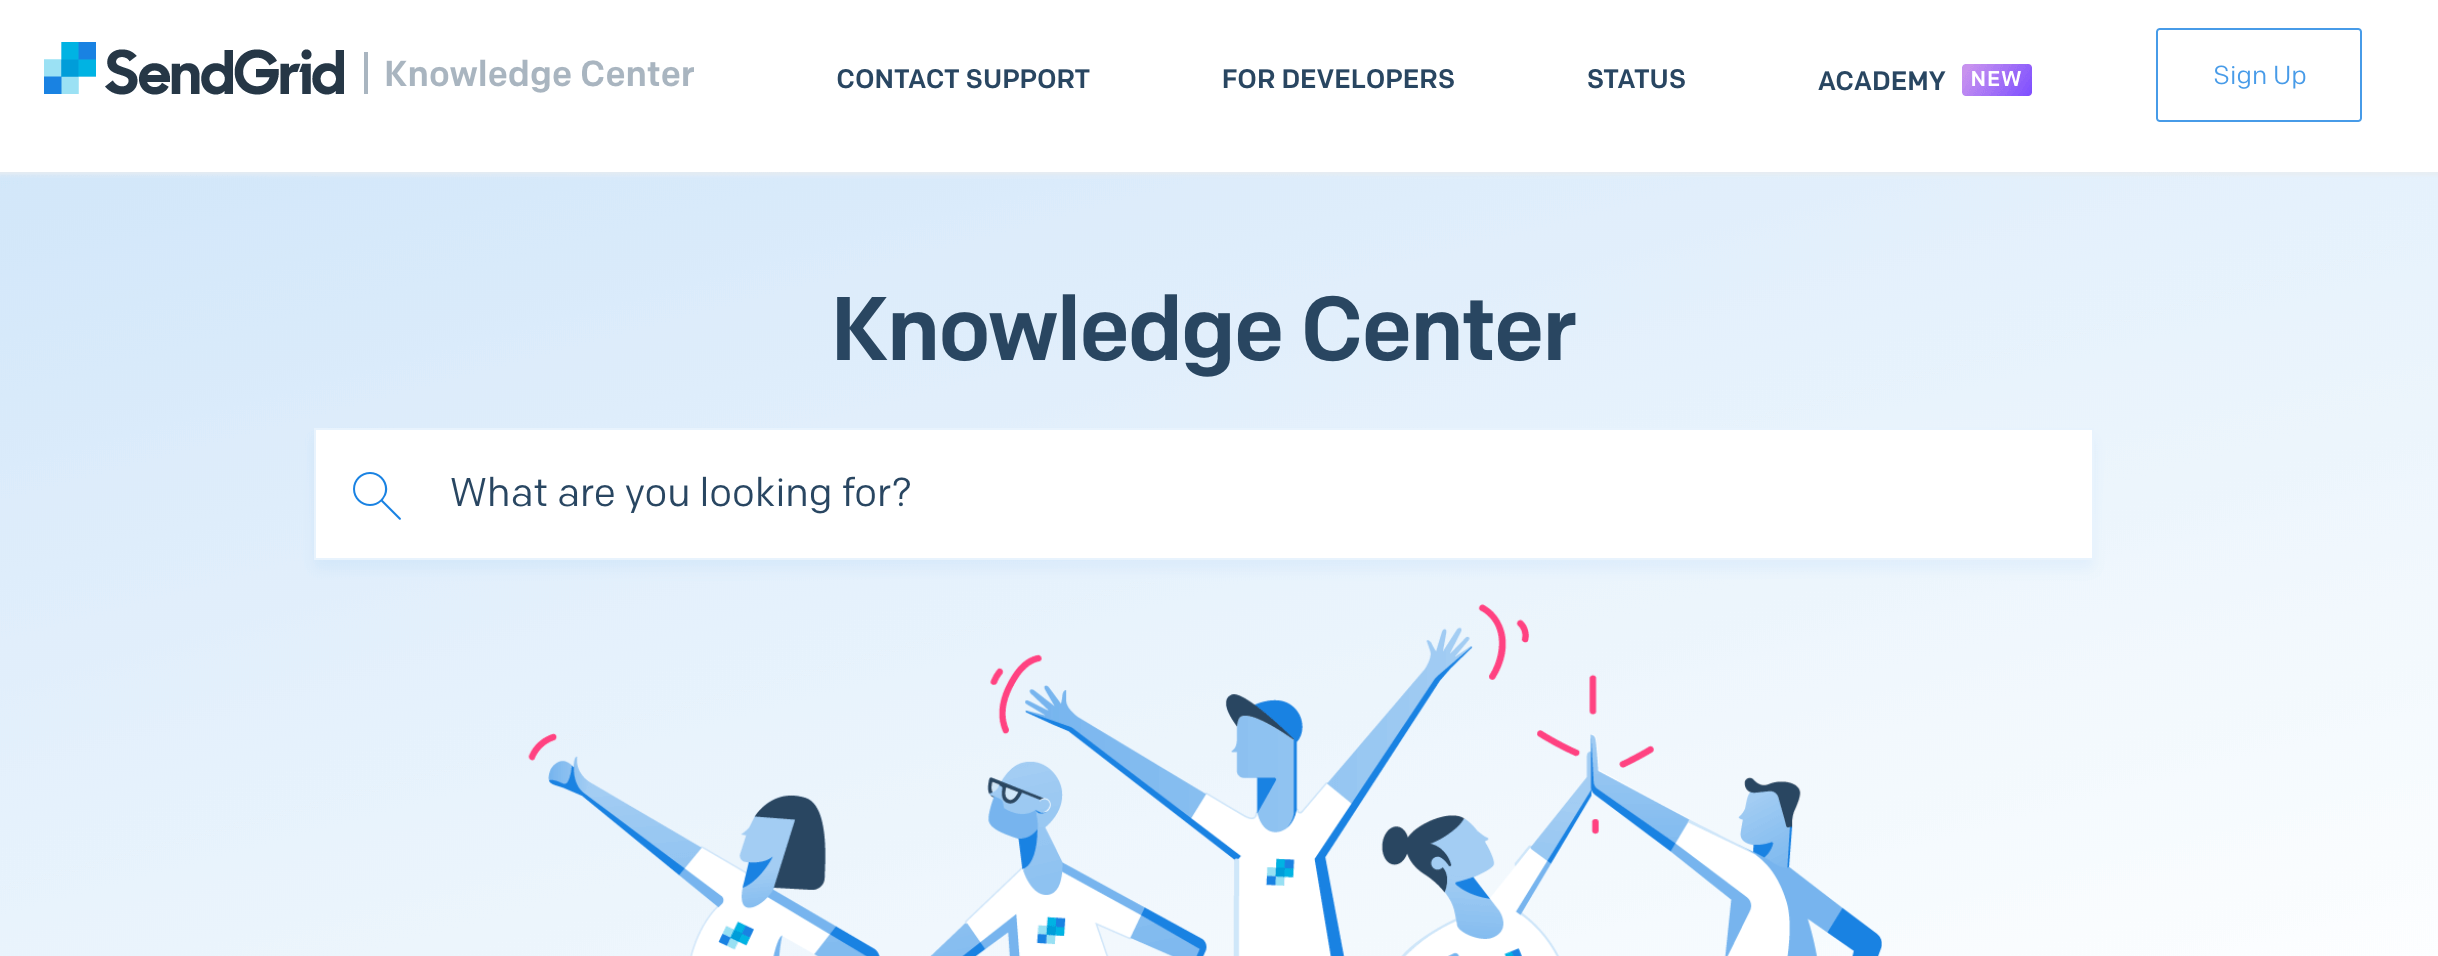 SendGrid | Knowledge Center
CONTACT SUPPORT
FOR DEVELOPERS
STATUS
ACADEMY NEW
Sign Up
Knowledge Center
What are you looking for?